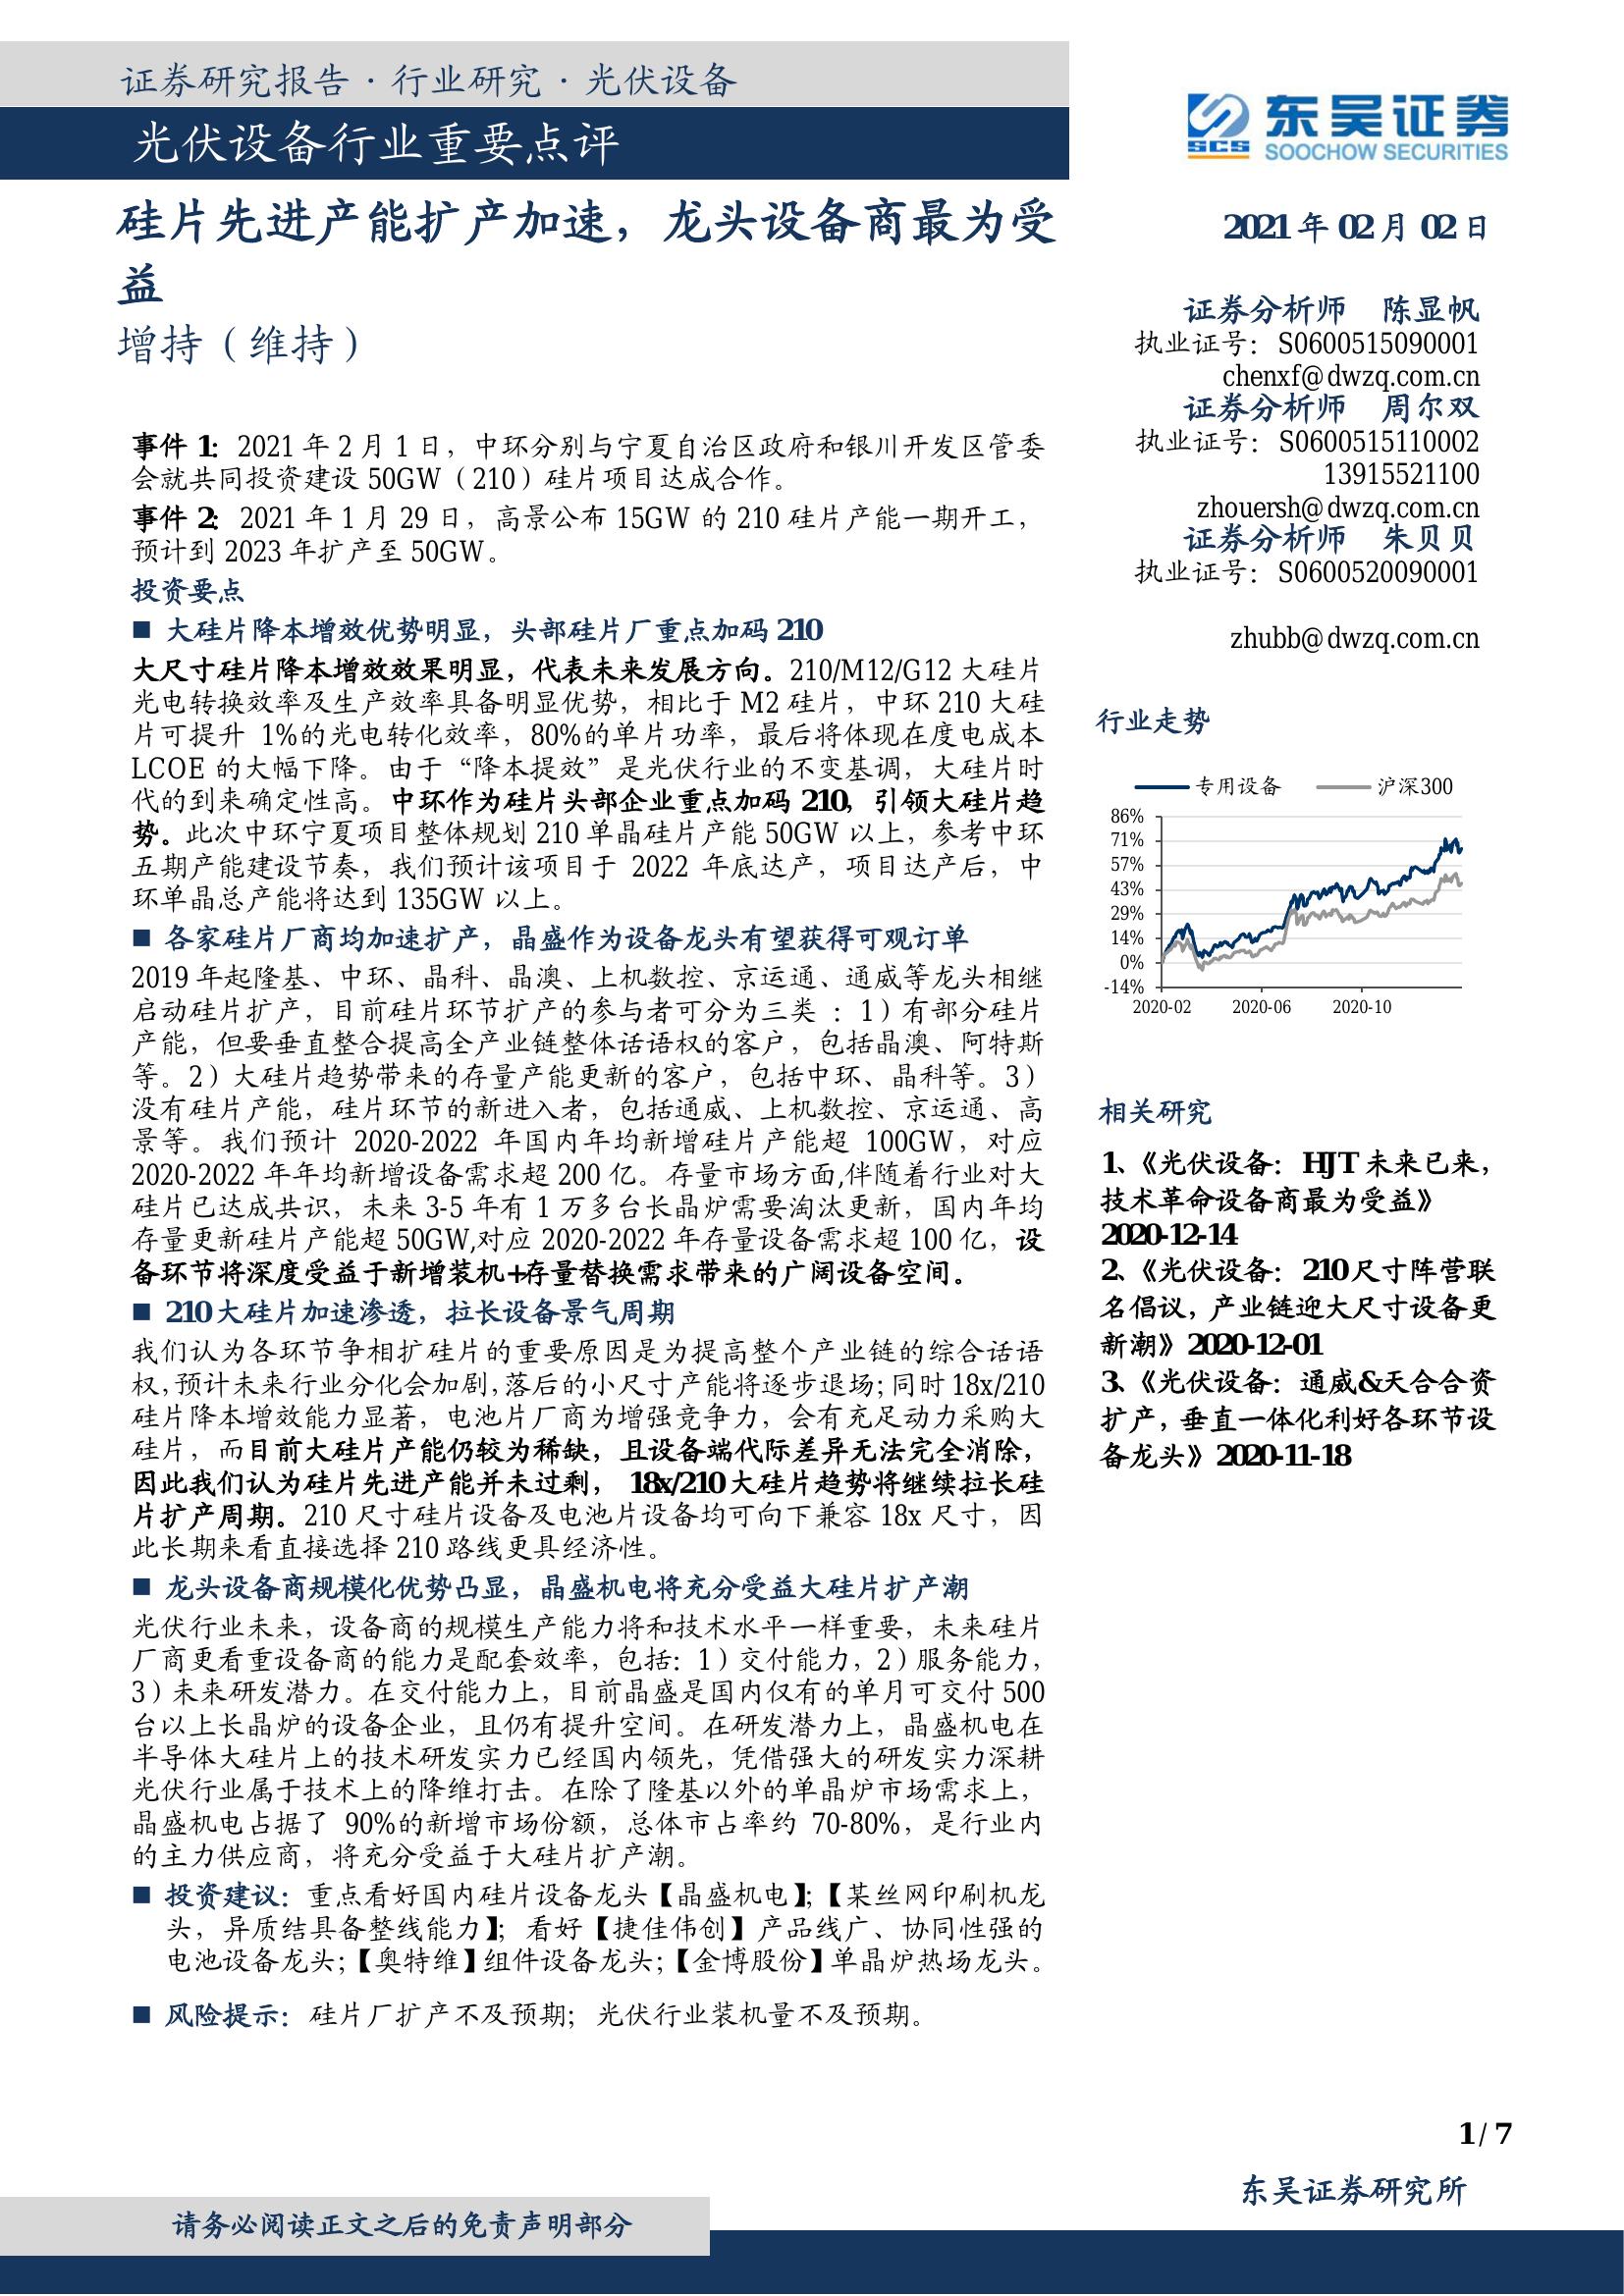 证券研究报告 · 行业研究 · 光伏设备
光伏设备行业重要点评
硅片先进产能扩产加速，龙头设备商最为受
益
增持（维持）
事件 1：2021 年 2 月 1 日，中环分别与宁夏自治区政府和银川开发区管委
会就共同投资建设 50GW（210）硅片项目达成合作。
事件 2：2021 年 1 月 29 日，高景公布 15GW 的 210 硅片产能一期开工，
预计到 2023 年扩产至 50GW。
投资要点
■ 大硅片降本增效优势明显，头部硅片厂重点加码 210
大尺寸硅片降本增效效果明显，代表未来发展方向。210/M12/G12 大硅片
光电转换效率及生产效率具备明显优势，相比于 M2 硅片，中环 210 大硅
片可提升 1%的光电转化效率，80%的单片功率，最后将体现在度电成本
LCOE 的大幅下降。由于“降本提效”是光伏行业的不变基调，大硅片时
代的到来确定性高。中环作为硅片头部企业重点加码 210，引领大硅片趋
势。此次中环宁夏项目整体规划 210 单晶硅片产能 50GW 以上，参考中环
五期产能建设节奏，我们预计该项目于 2022 年底达产，项目达产后，中
环单晶总产能将达到 135GW 以上。
■ 各家硅片厂商均加速扩产，晶盛作为设备龙头有望获得可观订单
2019 年起隆基、中环、晶科、晶澳、上机数控、京运通、通威等龙头相继
启动硅片扩产，目前硅片环节扩产的参与者可分为三类 ：1）有部分硅片
产能，但要垂直整合提高全产业链整体话语权的客户，包括晶澳、阿特斯
等。2）大硅片趋势带来的存量产能更新的客户，包括中环、晶科等。3）
没有硅片产能，硅片环节的新进入者，包括通威、上机数控、京运通、高
景等。我们预计 2020-2022 年国内年均新增硅片产能超 100GW，对应
2020-2022 年年均新增设备需求超 200 亿。存量市场方面,伴随着行业对大
硅片已达成共识，未来 3-5 年有 1 万多台长晶炉需要淘汰更新，国内年均
存量更新硅片产能超 50GW,对应 2020-2022 年存量设备需求超 100 亿，设
备环节将深度受益于新增装机+存量替换需求带来的广阔设备空间。
■ 210 大硅片加速渗透，拉长设备景气周期
我们认为各环节争相扩硅片的重要原因是为提高整个产业链的综合话语
权,预计未来行业分化会加剧,落后的小尺寸产能将逐步退场;同时 18x/210
硅片降本增效能力显著，电池片厂商为增强竞争力，会有充足动力采购大
硅片，而目前大硅片产能仍较为稀缺，且设备端代际差异无法完全消除，
因此我们认为硅片先进产能并未过剩， 18x/210 大硅片趋势将继续拉长硅
片扩产周期。210 尺寸硅片设备及电池片设备均可向下兼容 18x 尺寸，因
此长期来看直接选择 210 路线更具经济性。
■ 龙头设备商规模化优势凸显，晶盛机电将充分受益大硅片扩产潮
光伏行业未来，设备商的规模生产能力将和技术水平一样重要，未来硅片
厂商更看重设备商的能力是配套效率，包括：1）交付能力，2）服务能力，
3）未来研发潜力。在交付能力上，目前晶盛是国内仅有的单月可交付 500
台以上长晶炉的设备企业，且仍有提升空间。在研发潜力上，晶盛机电在
半导体大硅片上的技术研发实力已经国内领先，凭借强大的研发实力深耕
光伏行业属于技术上的降维打击。在除了隆基以外的单晶炉市场需求上，
晶盛机电占据了 90%的新增市场份额，总体市占率约 70-80%，是行业内
的主力供应商，将充分受益于大硅片扩产潮。
■ 投资建议：重点看好国内硅片设备龙头【晶盛机电】；【某丝网印刷机龙
头，异质结具备整线能力】；看好【捷佳伟创】产品线广、协同性强的
电池设备龙头；【奥特维】组件设备龙头；【金博股份】单晶炉热场龙头。
■ 风险提示：硅片厂扩产不及预期；光伏行业装机量不及预期。
SCS 东吴证券
SOOCHOW SECURITIES
2021 年 02 月 02 日
证券分析师 陈显帆
执业证号：S0600515090001
chenxf@dwzq.com.cn
证券分析师 周尔双
执业证号：S0600515110002
13915521100
zhouersh@dwzq.com.cn
证券分析师 朱贝贝
执业证号：S0600520090001
zhubb@dwzq.com.cn
行业走势
专用设备 沪深300
86%
71%
57%
43%
29%
14%
0%
-14%
2020-02 2020-06 2020-10
相关研究
1、《光伏设备：HJT 未来已来，
技术革命设备商最为受益》
2020-12-14
2、《光伏设备：210 尺寸阵营联
名倡议，产业链迎大尺寸设备更
新潮》2020-12-01
3、《光伏设备：通威&天合合资
扩产，垂直一体化利好各环节设
备龙头》2020-11-18
1 / 7
东吴证券研究所
请务必阅读正文之后的免责声明部分